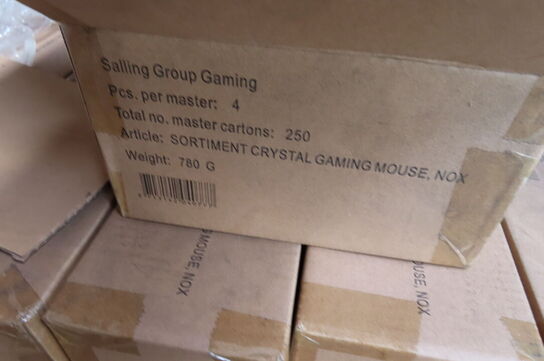 Salling Group Gaming
Pcs. per master: 4
Total no. master cartons: 250
Article: SORTIMENT CRYSTAL GAMING MOUSE, NOX
Weight: 780 G
MOUSE, NOX
USE, NOX